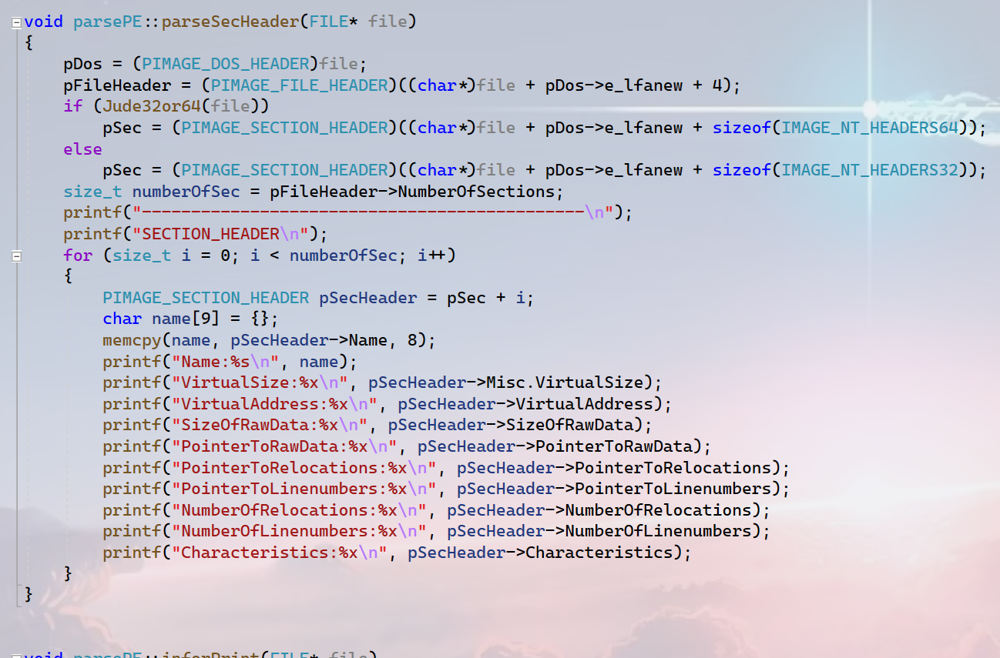 void parsePE::parseSecHeader(FILE* file)
{
    pDos = (PIMAGE_DOS_HEADER)file;
    pFileHeader = (PIMAGE_FILE_HEADER)((char*)file + pDos->e_lfanew + 4);
    if (Jude32or64(file))
        pSec = (PIMAGE_SECTION_HEADER)((char*)file + pDos->e_lfanew + sizeof(IMAGE_NT_HEADERS64));
    else
        pSec = (PIMAGE_SECTION_HEADER)((char*)file + pDos->e_lfanew + sizeof(IMAGE_NT_HEADERS32));
    size_t numberOfSec = pFileHeader->NumberOfSections;
    printf("---------------------------------------------\n");
    printf("SECTION_HEADER\n");
    for (size_t i = 0; i < numberOfSec; i++)
    {
        PIMAGE_SECTION_HEADER pSecHeader = pSec + i;
        char name[9] = {};
        memcpy(name, pSecHeader->Name, 8);
        printf("Name:%s\n", name);
        printf("VirtualSize:%x\n", pSecHeader->Misc.VirtualSize);
        printf("VirtualAddress:%x\n", pSecHeader->VirtualAddress);
        printf("SizeOfRawData:%x\n", pSecHeader->SizeOfRawData);
        printf("PointerToRawData:%x\n", pSecHeader->PointerToRawData);
        printf("PointerToRelocations:%x\n", pSecHeader->PointerToRelocations);
        printf("PointerToLinenumbers:%x\n", pSecHeader->PointerToLinenumbers);
        printf("NumberOfRelocations:%x\n", pSecHeader->NumberOfRelocations);
        printf("NumberOfLinenumbers:%x\n", pSecHeader->NumberOfLinenumbers);
        printf("Characteristics:%x\n", pSecHeader->Characteristics);
    }
}
void parsePE::inforPrint(FILE* file)